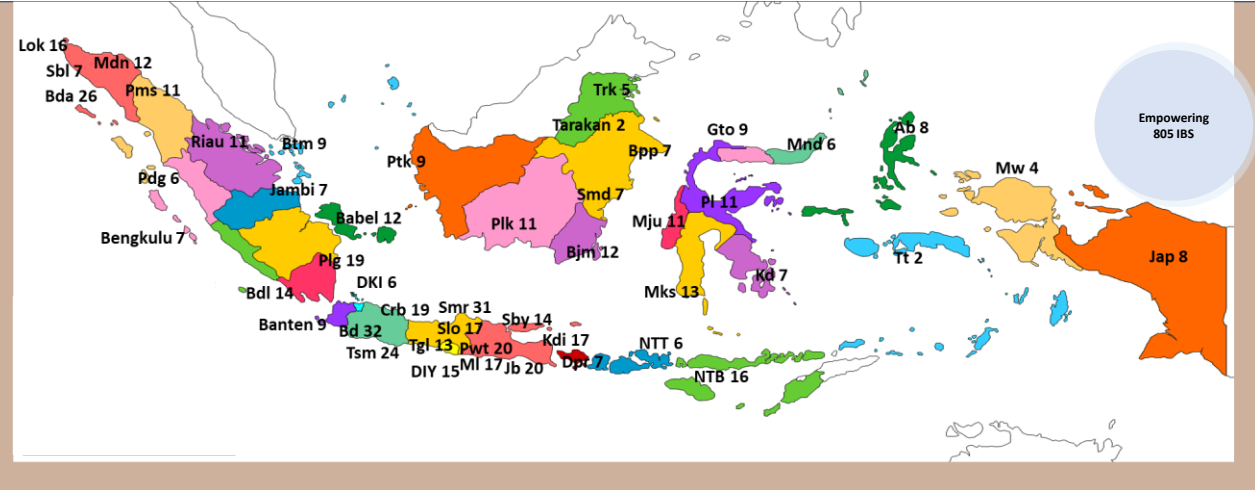 Lok 16
Mdn 12
Sbl 7
Bda 26
Pms 11
Riau 11
Btm 9
Pdg 6
Jambi 7
Babel 12
Bengkulu 7
Plg 19
Bdl 14
DKI 6
Banten 9
Bd 32
Crb 19
Smr 31
Sby 14
Slo 17
Kdi 17
Tsm 24
Tgl 13
Pwt 20
DIY 15
Ml 17
Jb 20
Dpr 7
NTT 6
NTB 16
Ptk 9
Trk 5
Tarakan 2
Bpp 7
Smd 7
Plk 11
Bjm 12
Gto 9
Mnd 6
Pl 11
Mju 11
Mks 13
Kd 7
Ab 8
Tt 2
Mw 4
Jap 8
Empowering
805 IBS